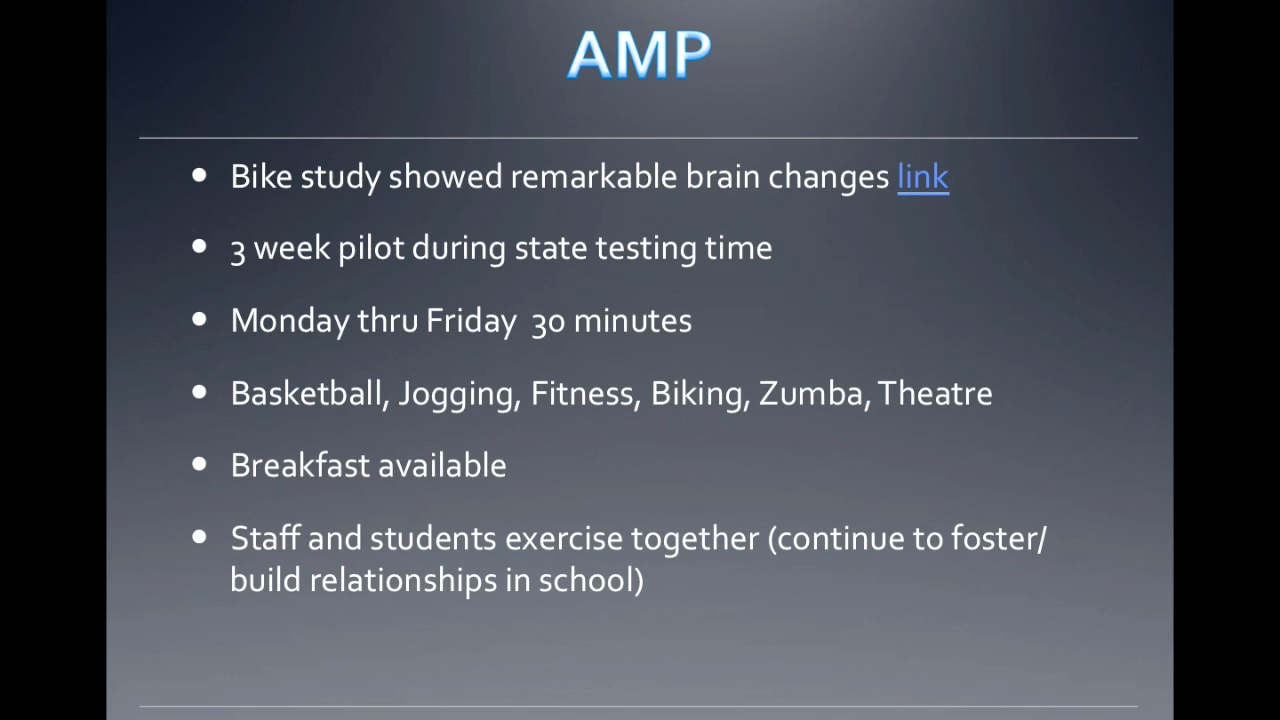 AMP
• Bike study showed remarkable brain changes link
• 3 week pilot during state testing time
• Monday thru Friday  30 minutes
• Basketball, Jogging, Fitness, Biking, Zumba, Theatre
• Breakfast available
• Staff and students exercise together (continue to foster/
build relationships in school)